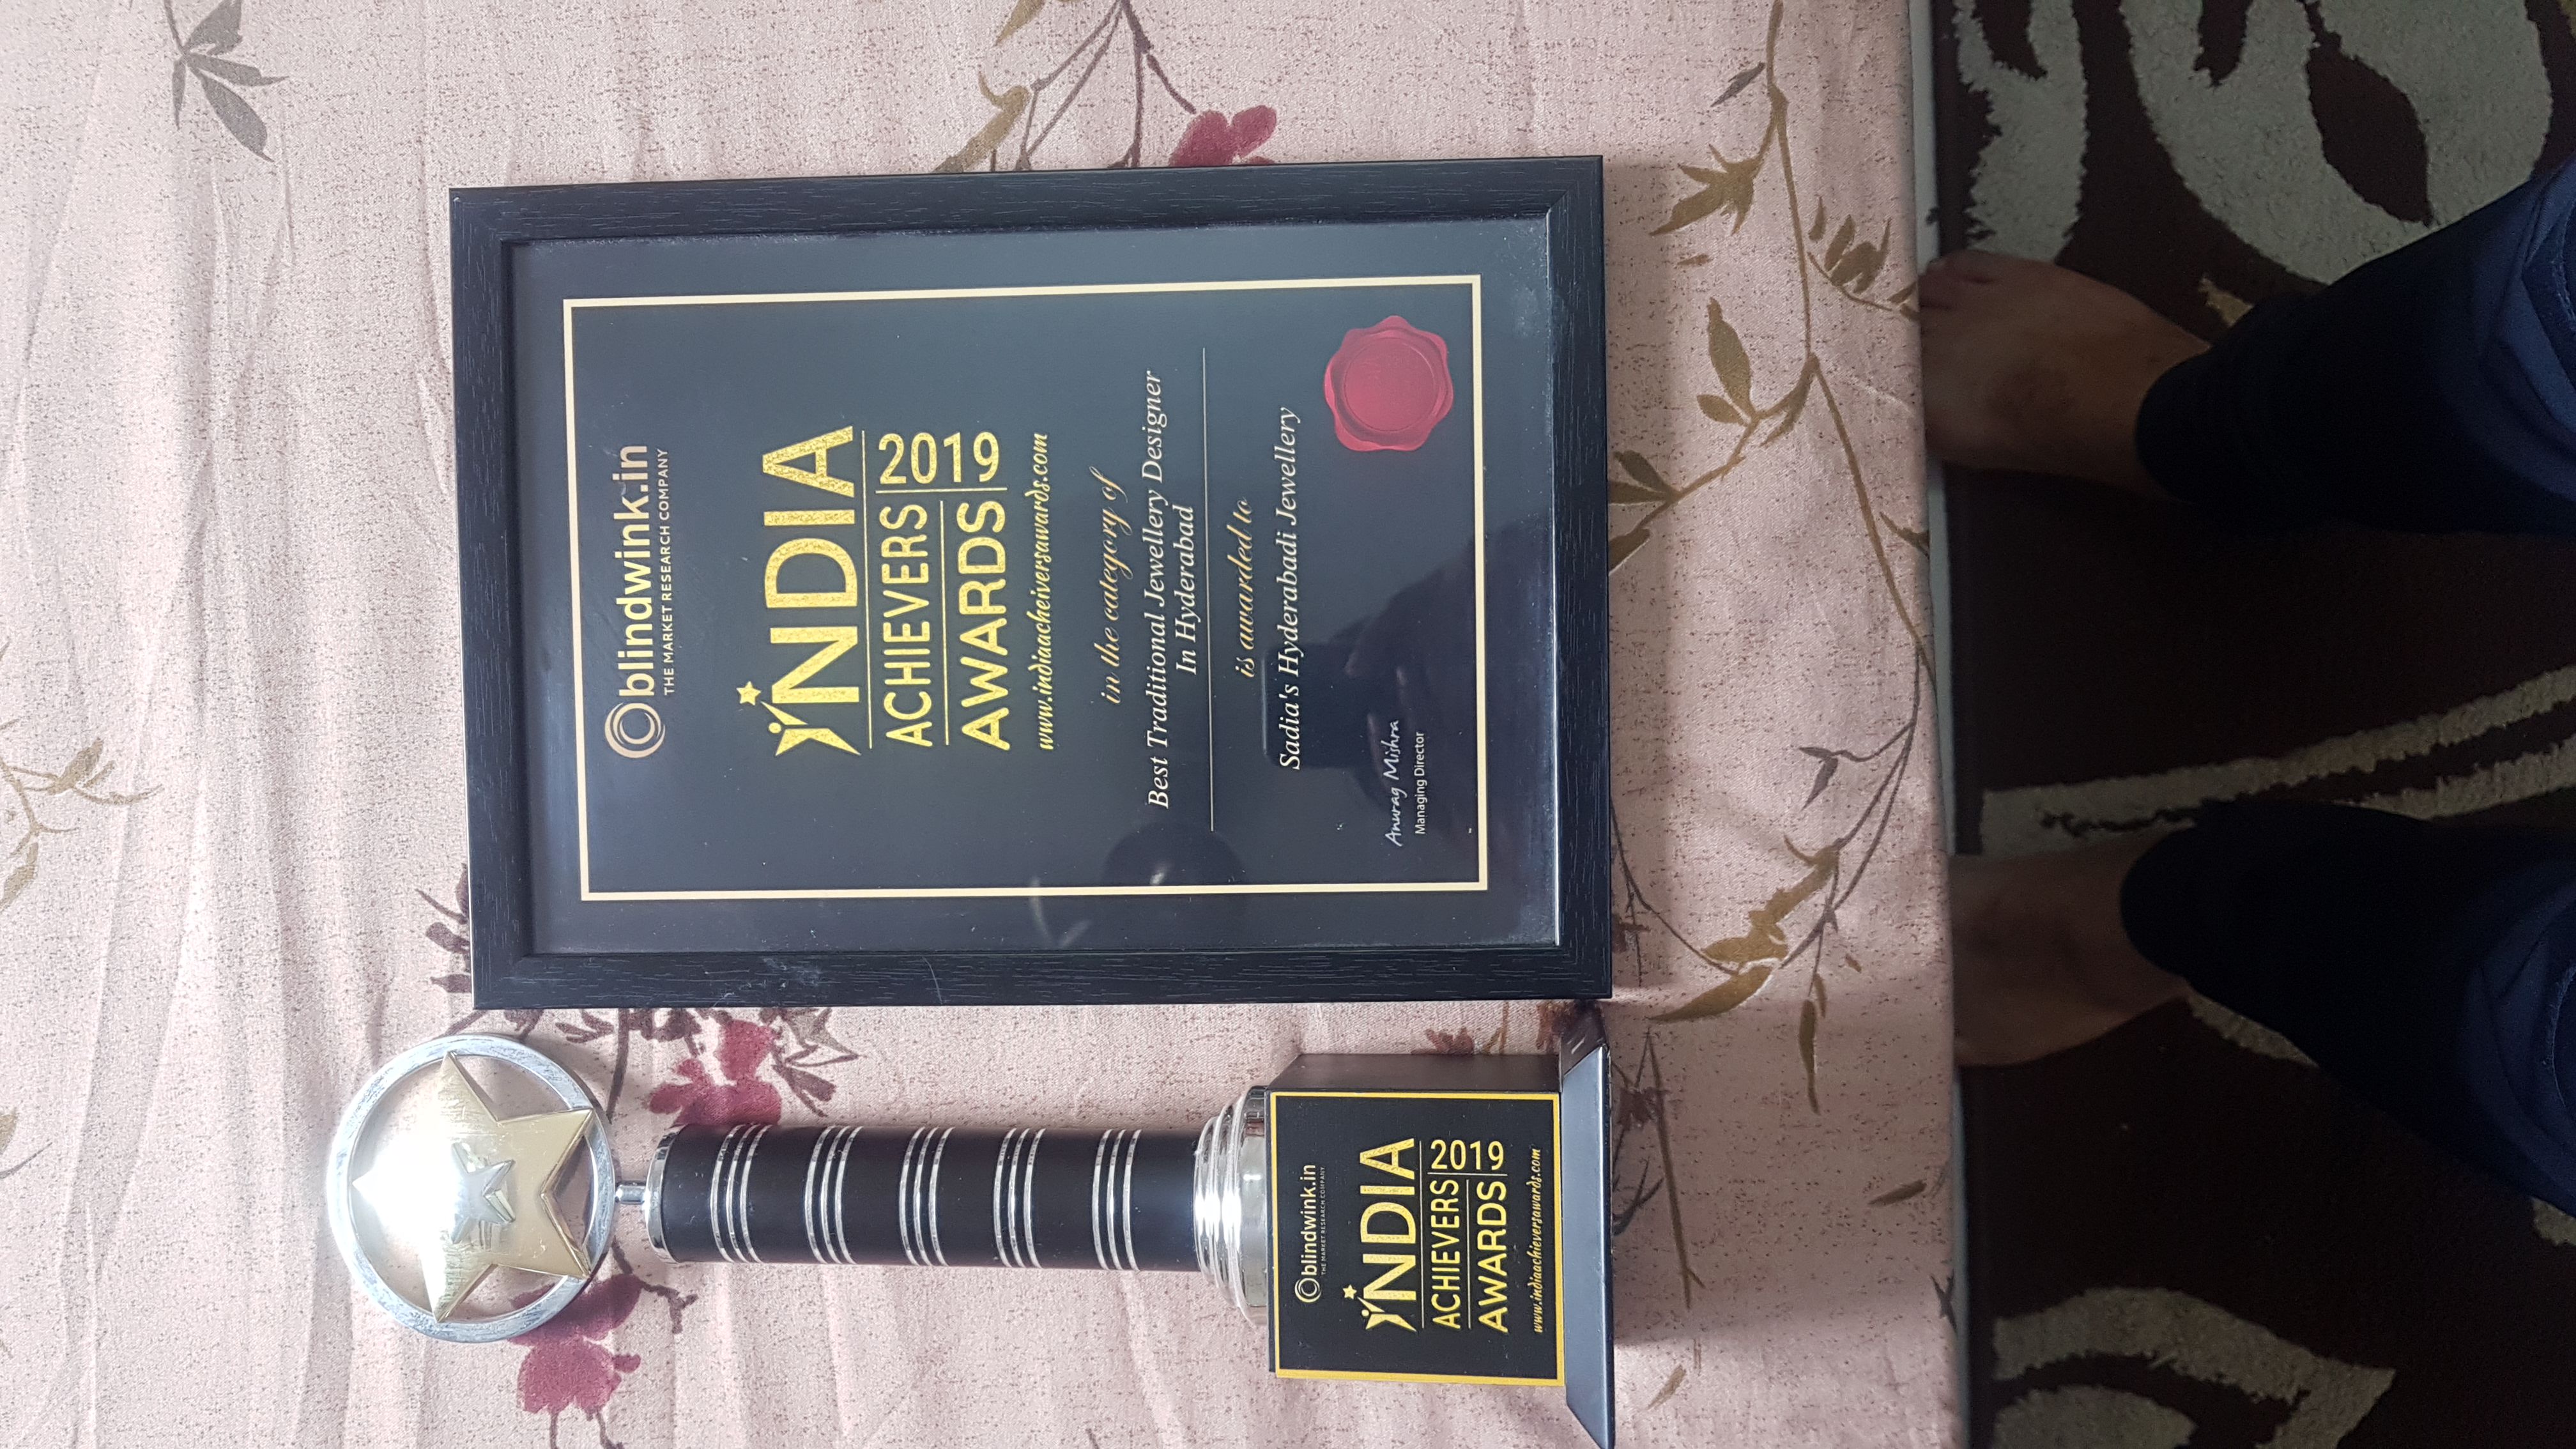 blindwink.in
THE MARKET RESEARCH COMPANY
INDIA
ACHIEVERS
AWARDS
2019
www.indiaachieversawards.com
blindwink.in
THE MARKET RESEARCH COMPANY
INDIA
ACHIEVERS
AWARDS
2019
www.indiaacheiversawards.com
in the category of
Best Traditional Jewellery Designer
In Hyderabad
is awarded to
Sadia's Hyderabadi Jewellery
Anurag Mishra
Managing Director